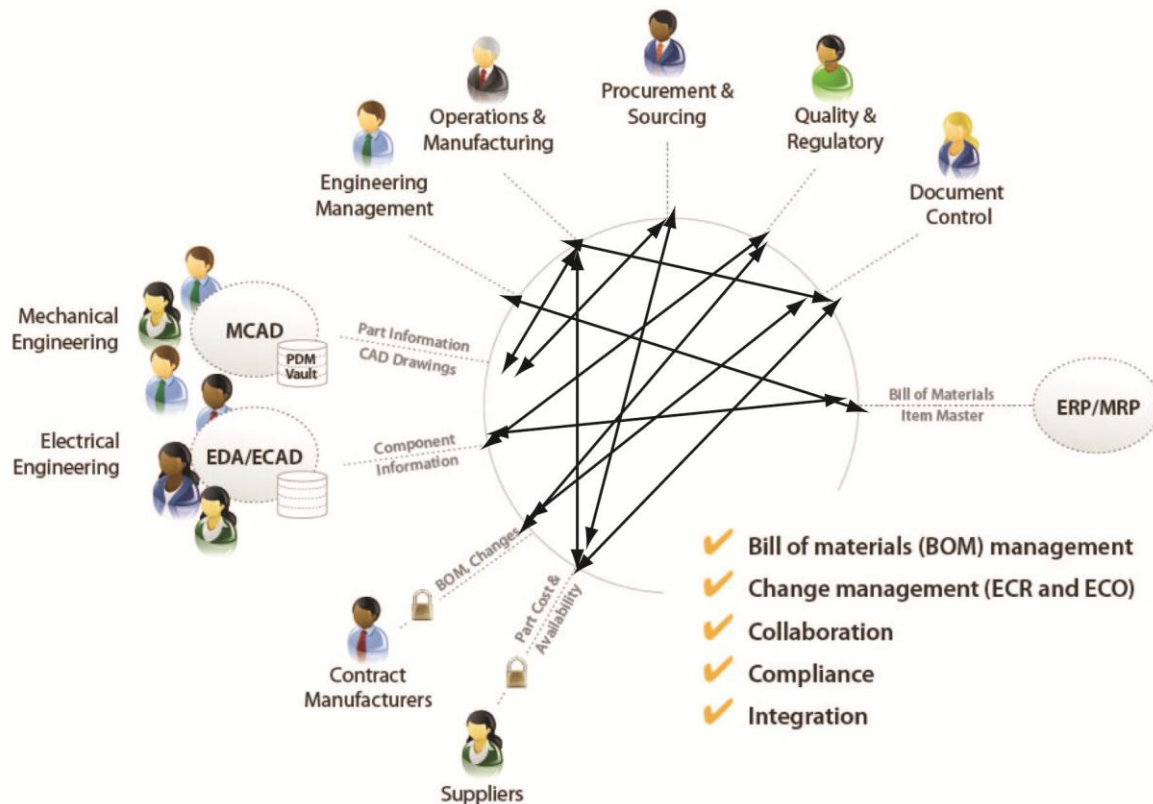 Procurement &
Sourcing
Operations &
Manufacturing
Quality &
Regulatory
Engineering
Management
Document
Control
Mechanical
Engineering
MCAD
PDM
Vault
Part Information
CAD Drawings
Electrical
Engineering
EDA/ECAD
Component
Information
Bill of Materials
Item Master
ERP/MRP
BOM, Changes
Part Cost &
Availability
Contract
Manufacturers
Suppliers
Bill of materials (BOM) management
Change management (ECR and ECO)
Collaboration
Compliance
Integration